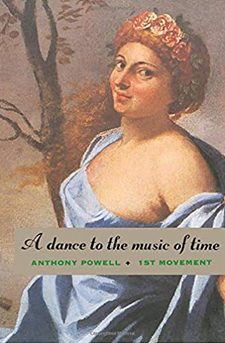 A dance to the music of time
ANTHONY POWELL ♦ 1ST MOVEMENT